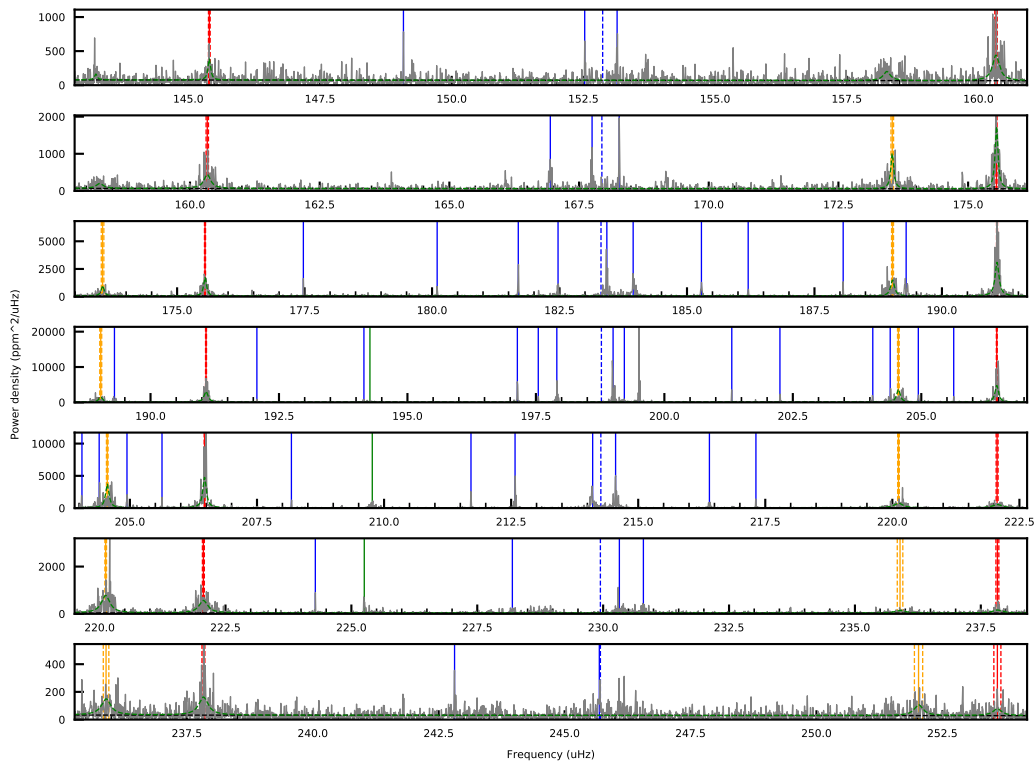 1000
500
0
145.0 147.5 150.0 152.5 155.0 157.5 160.0
2000
1000
0
160.0 162.5 165.0 167.5 170.0 172.5 175.0
5000
2500
0
175.0 177.5 180.0 182.5 185.0 187.5 190.0
Power density (ppm^2/uHz)
20000
10000
0
190.0 192.5 195.0 197.5 200.0 202.5 205.0
10000
5000
0
205.0 207.5 210.0 212.5 215.0 217.5 220.0 222.5
2000
0
220.0 222.5 225.0 227.5 230.0 232.5 235.0 237.5
400
200
0
237.5 240.0 242.5 245.0 247.5 250.0 252.5
Frequency (uHz)